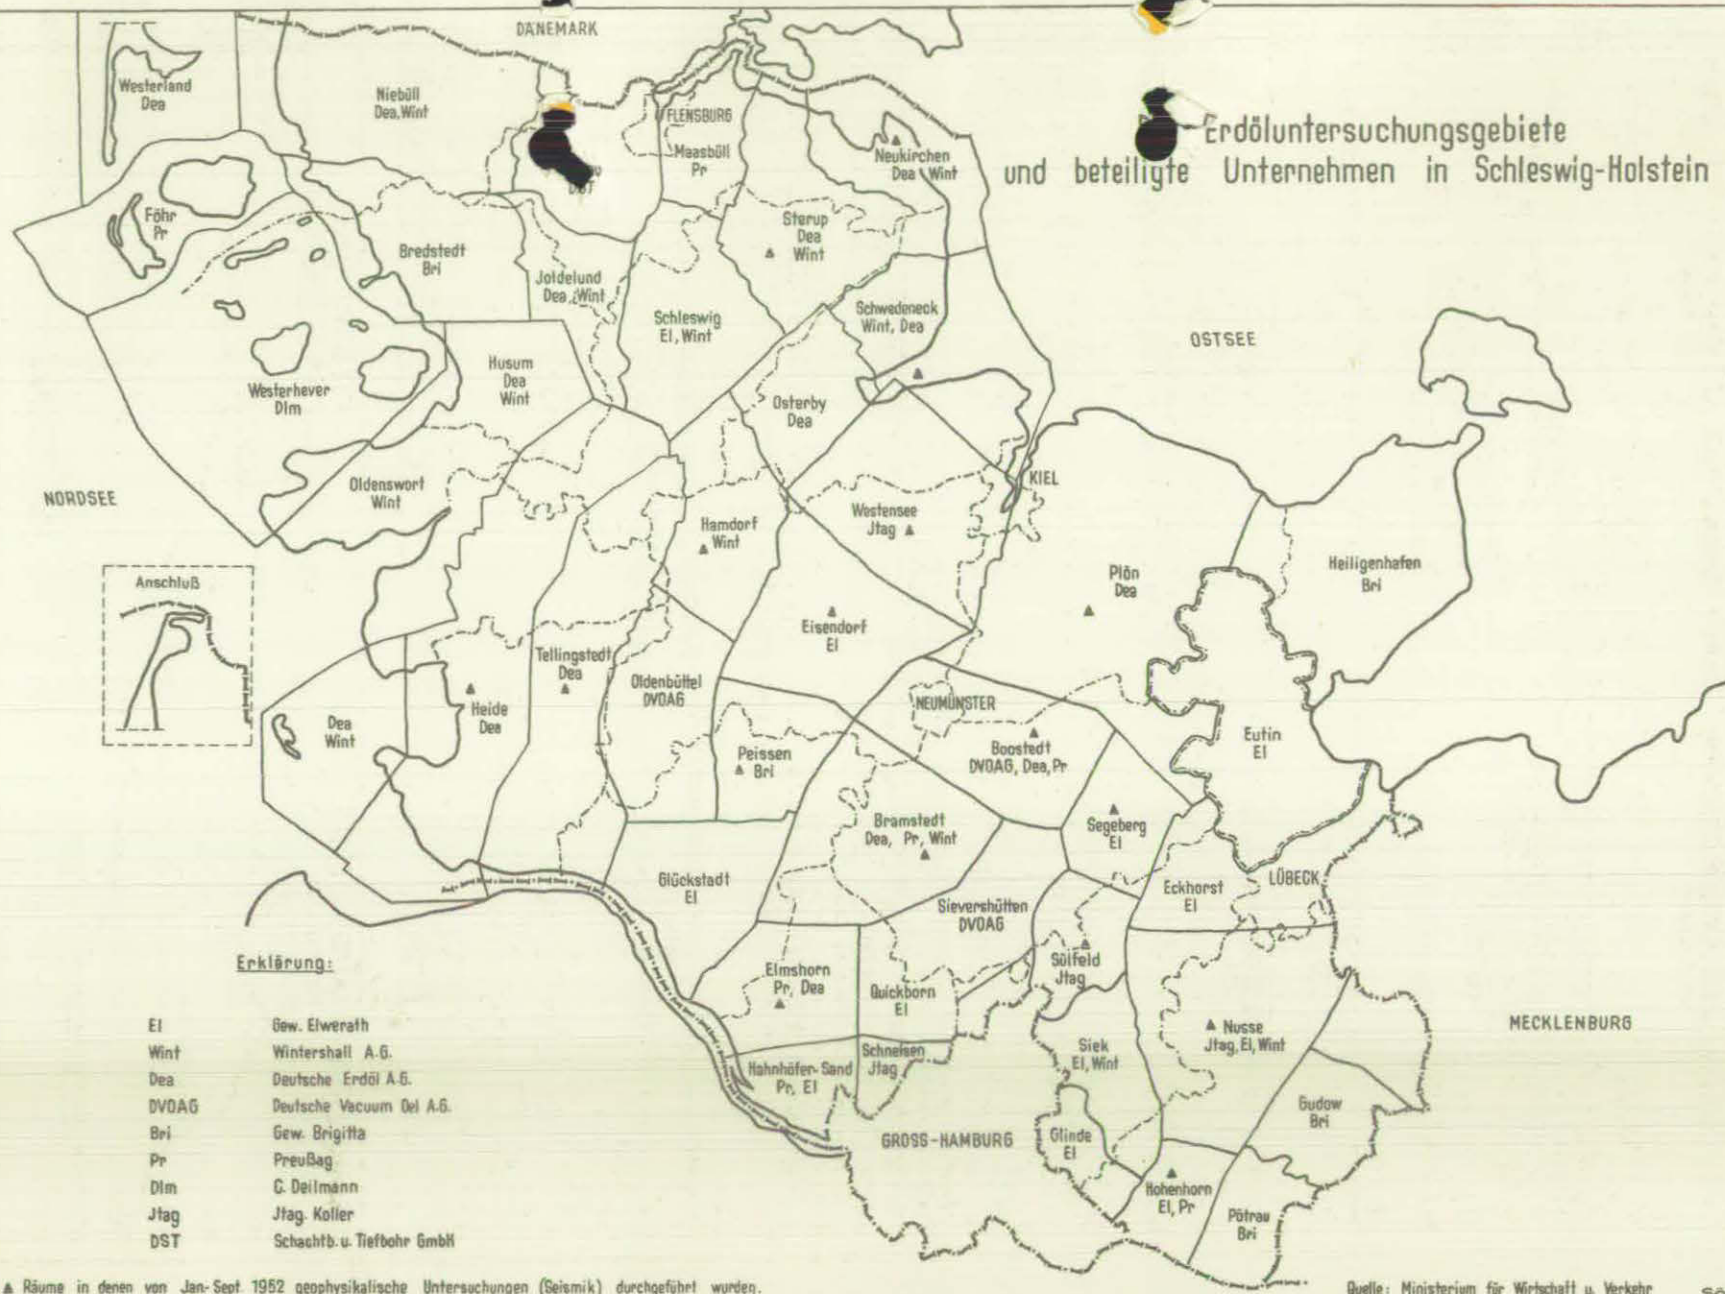 DÄNEMARK
Erdöluntersuchungsgebiete
und beteiligte Unternehmen in Schleswig-Holstein
Westerland
Dea
Niebüll
Dea, Wint
FLENSBURG
Maasbüll
Pr
Neukirchen
Dea Wint
DST
Föhr
Pr
Bredstedt
Bri
Joldelund
Dea, Wint
Sterup
Dea
Wint
Schleswig
El, Wint
Schwedeneck
Wint, Dea
OSTSEE
Westerhever
Dlm
Husum
Dea
Wint
Osterby
Dea
NORDSEE
Oldenswort
Wint
Hamdorf
Wint
Westensee
Jtag
KIEL
Anschluß
Plön
Dea
Heiligenhafen
Bri
Eisendorf
El
Tellingstedt
Dea
Oldenbüttel
DVOAG
Heide
Dea
Dea
Wint
NEUMÜNSTER
Eutin
El
Peissen
Bri
Boostedt
DVOAG, Dea, Pr
Bramstedt
Dea, Pr, Wint
Segeberg
El
Glückstadt
El
Eckhorst
El
LÜBECK
Sievershütten
DVOAG
Sülfeld
Jtag
Elmshorn
Pr, Dea
Quickborn
El
Nusse
Jtag, El, Wint
MECKLENBURG
Siek
El, Wint
Hahnhöfer-Sand
Pr, El
Schnelsen
Jtag
Gudow
Bri
GROSS-HAMBURG
Glinde
El
Hohenhorn
El, Pr
Pötrau
Bri
Erklärung:
El Gew. Elwerath
Wint Wintershall A.G.
Dea Deutsche Erdöl A.G.
DVOAG Deutsche Vacuum Oel A.G.
Bri Gew. Brigitta
Pr Preußag
Dlm C. Deilmann
Jtag Jtag. Koller
DST Schachtb. u. Tiefbohr GmbH
▲ Räume in denen von Jan-Sept 1952 geophysikalische Untersuchungen (Seismik) durchgeführt wurden.
Quelle: Ministerium für Wirtschaft u. Verkehr